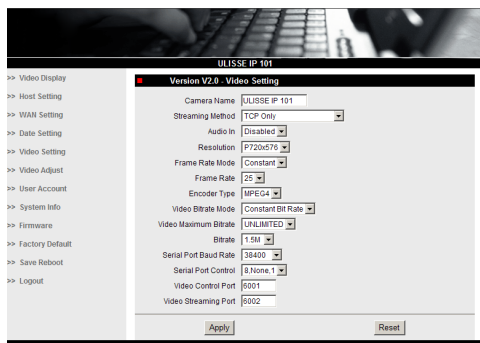 ULISSE IP 101
>> Video Display
>> Host Setting
>> WAN Setting
>> Date Setting
>> Video Setting
>> Video Adjust
>> User Account
>> System Info
>> Firmware
>> Factory Default
>> Save Reboot
>> Logout
Version V2.0 - Video Setting
Camera Name ULISSE IP 101
Streaming Method TCP Only
Audio In Disabled
Resolution P720x576
Frame Rate Mode Constant
Frame Rate 25
Encoder Type MPEG4
Video Bitrate Mode Constant Bit Rate
Video Maximum Bitrate UNLIMITED
Bitrate 1.5M
Serial Port Baud Rate 38400
Serial Port Control 8,None,1
Video Control Port 6001
Video Streaming Port 6002
Apply Reset